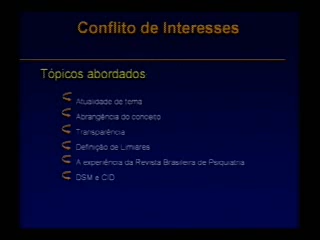 Conflito de Interesses
Tópicos abordados
Atualidade do tema
Abrangência do conceito
Transparência
Definição de Limiares
A experiência da Revista Brasileira de Psiquiatria
DSM e CID